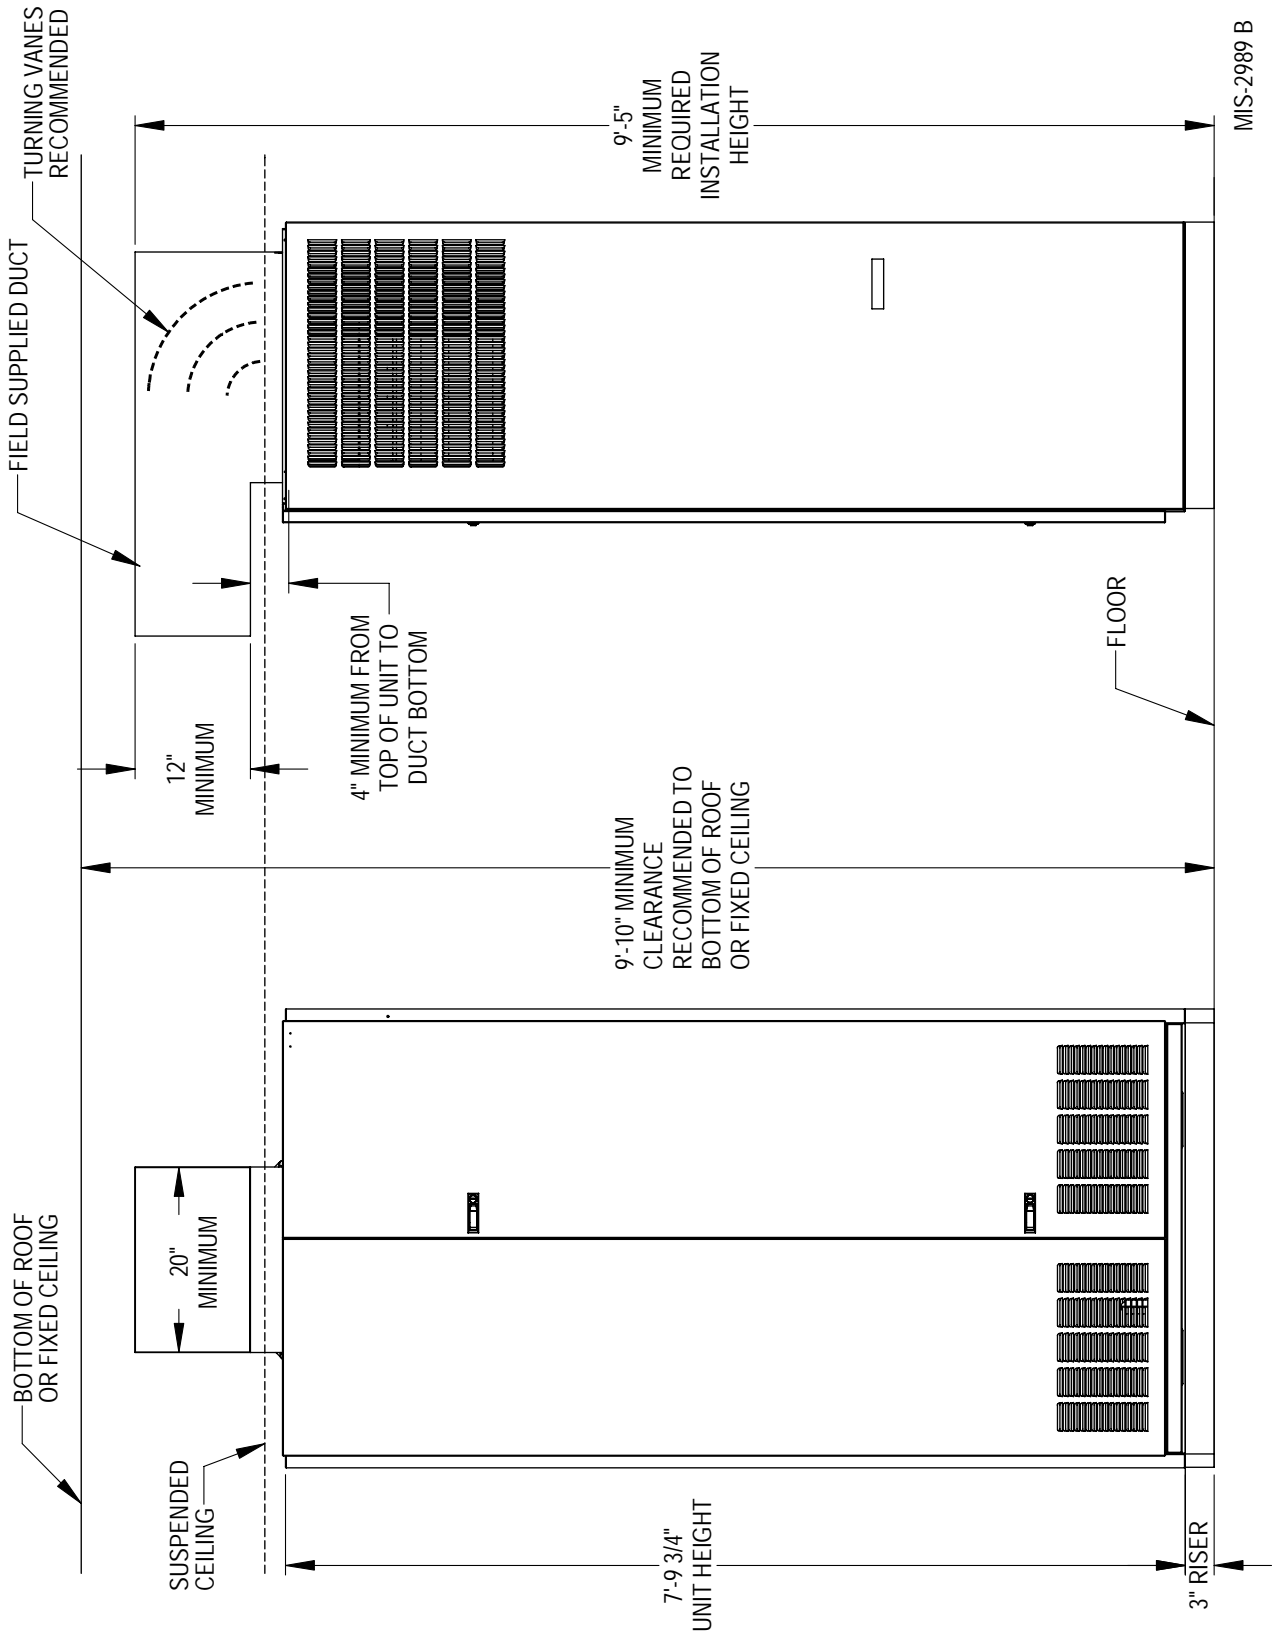 BOTTOM OF ROOF
OR FIXED CEILING
SUSPENDED
CEILING
20"
MINIMUM
7'-9 3/4"
UNIT HEIGHT
3" RISER
9'-10" MINIMUM
CLEARANCE
RECOMMENDED TO
BOTTOM OF ROOF
OR FIXED CEILING
12"
MINIMUM
4" MINIMUM FROM
TOP OF UNIT TO
DUCT BOTTOM
FLOOR
FIELD SUPPLIED DUCT
TURNING VANES
RECOMMENDED
9'-5"
MINIMUM
REQUIRED
INSTALLATION
HEIGHT
MIS-2989 B